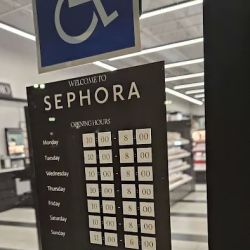 WELCOME TO
SEPHORA
OPENING HOURS
Monday 10 00 - 8 00
Tuesday 10 00 - 8 00
Wednesday 10 00 - 8 00
Thursday 10 00 - 8 00
Friday 10 00 - 8 00
Saturday 10 00 - 8 00
Sunday 11 00 - 6 00